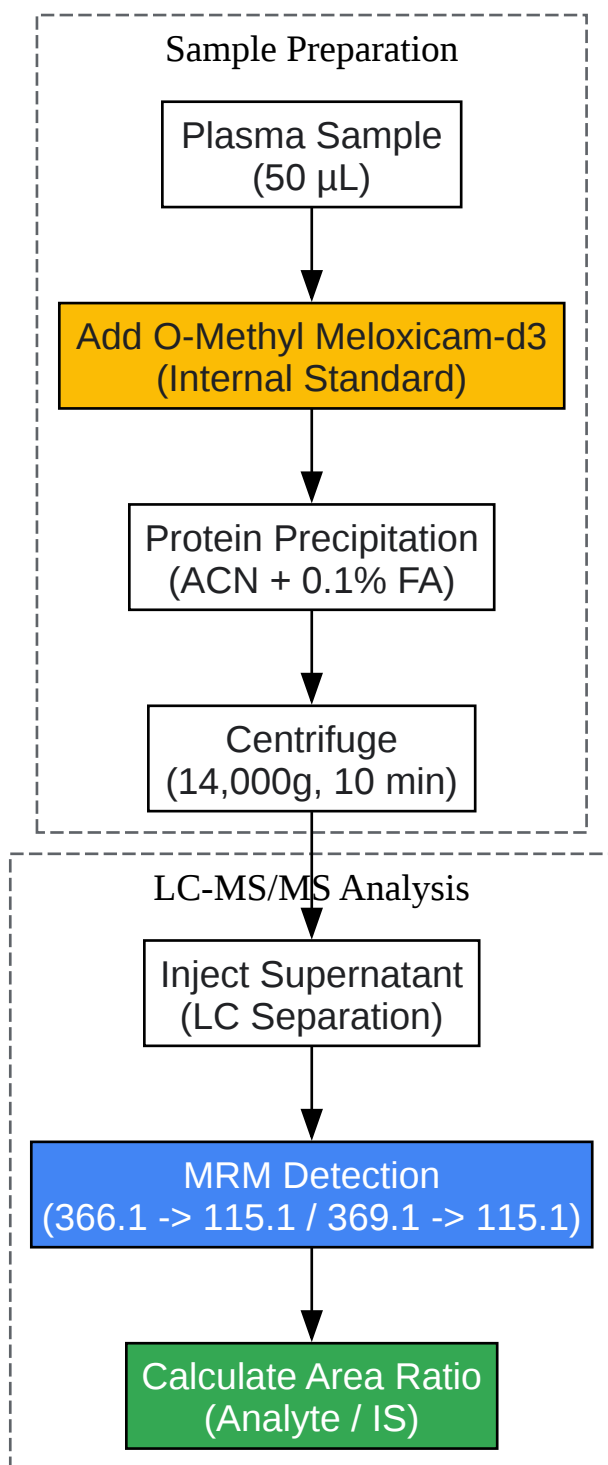 Sample Preparation
Plasma Sample
(50 µL)
Add O-Methyl Meloxicam-d3
(Internal Standard)
Protein Precipitation
(ACN + 0.1% FA)
Centrifuge
(14,000g, 10 min)
LC-MS/MS Analysis
Inject Supernatant
(LC Separation)
MRM Detection
(366.1 -> 115.1 / 369.1 -> 115.1)
Calculate Area Ratio
(Analyte / IS)